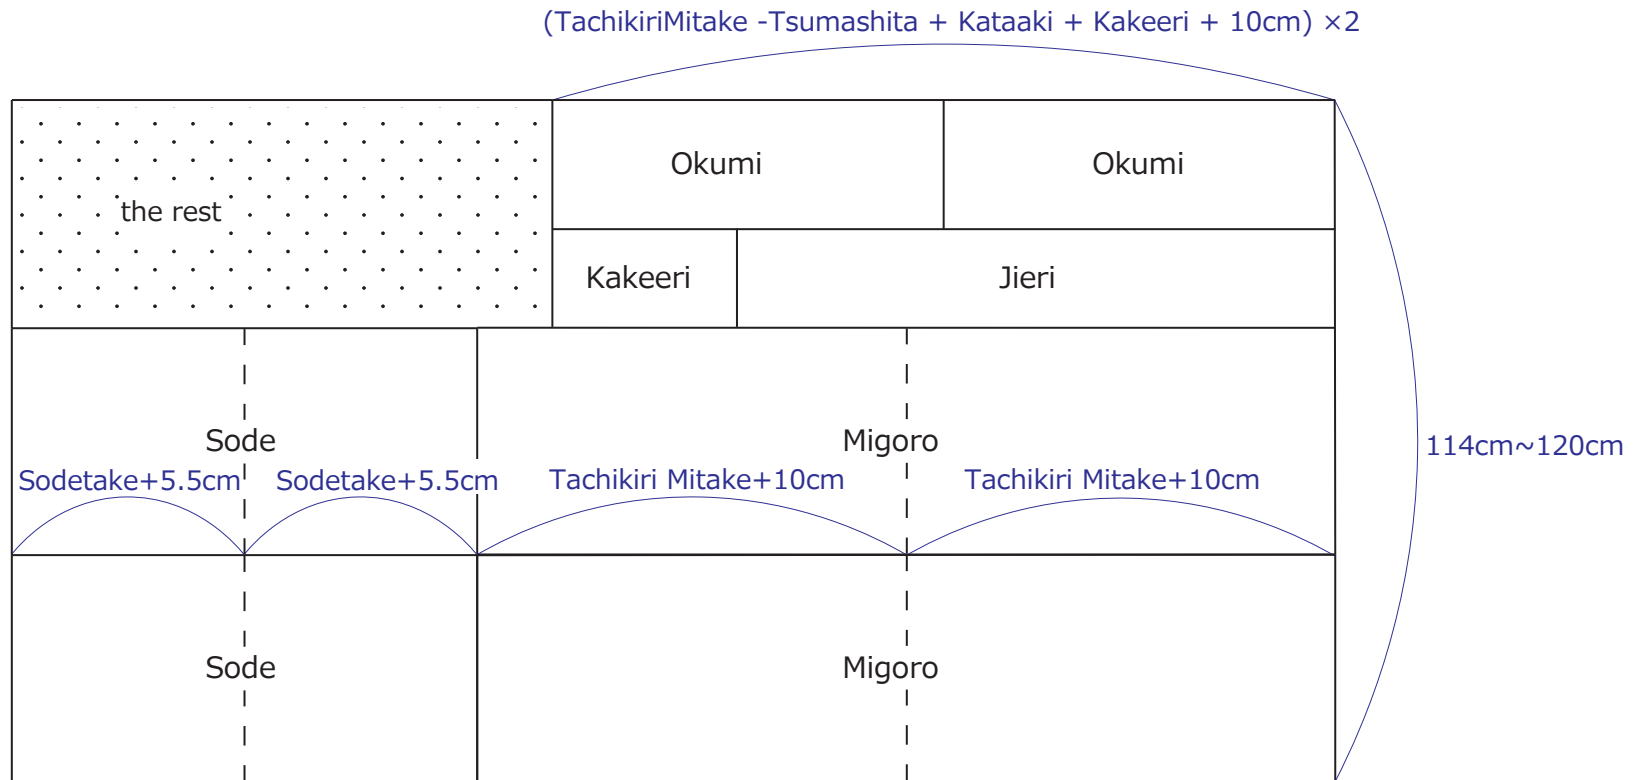 (TachikiriMitake -Tsumashita + Kataaki + Kakeeri + 10cm) ×2
Okumi
Okumi
the rest
Kakeeri
Jieri
Sode
Migoro
114cm~120cm
Sodetake+5.5cm
Sodetake+5.5cm
Tachikiri Mitake+10cm
Tachikiri Mitake+10cm
Sode
Migoro